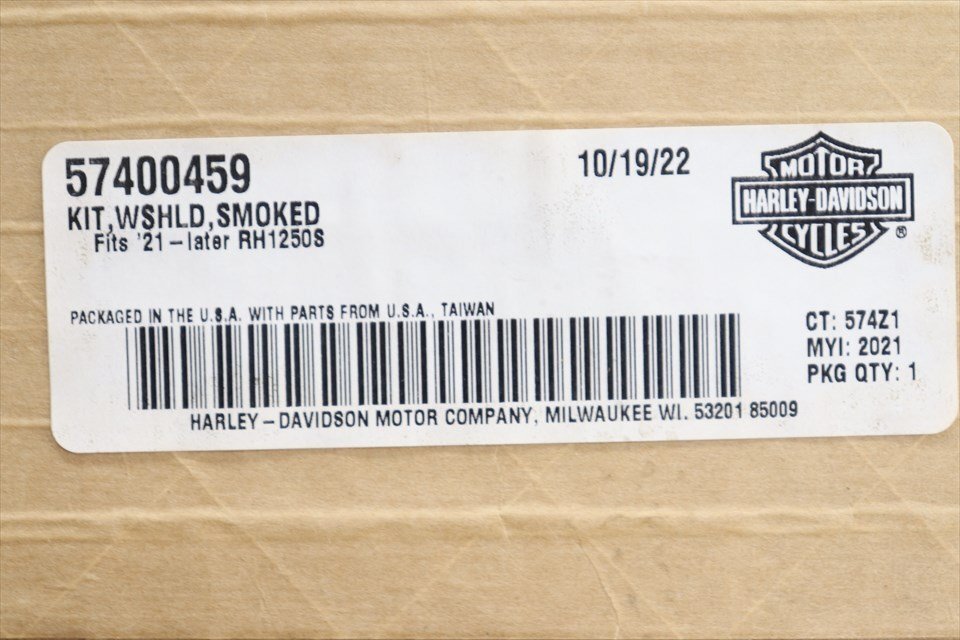 57400459
KIT,WSHLD,SMOKED
Fits '21-later RH1250S
10/19/22
MOTOR
HARLEY-DAVIDSON
CYCLES
®
PACKAGED IN THE U.S.A. WITH PARTS FROM U.S.A., TAIWAN
CT: 574Z1
MYI: 2021
PKG QTY: 1
HARLEY-DAVIDSON MOTOR COMPANY, MILWAUKEE WI. 53201 85009